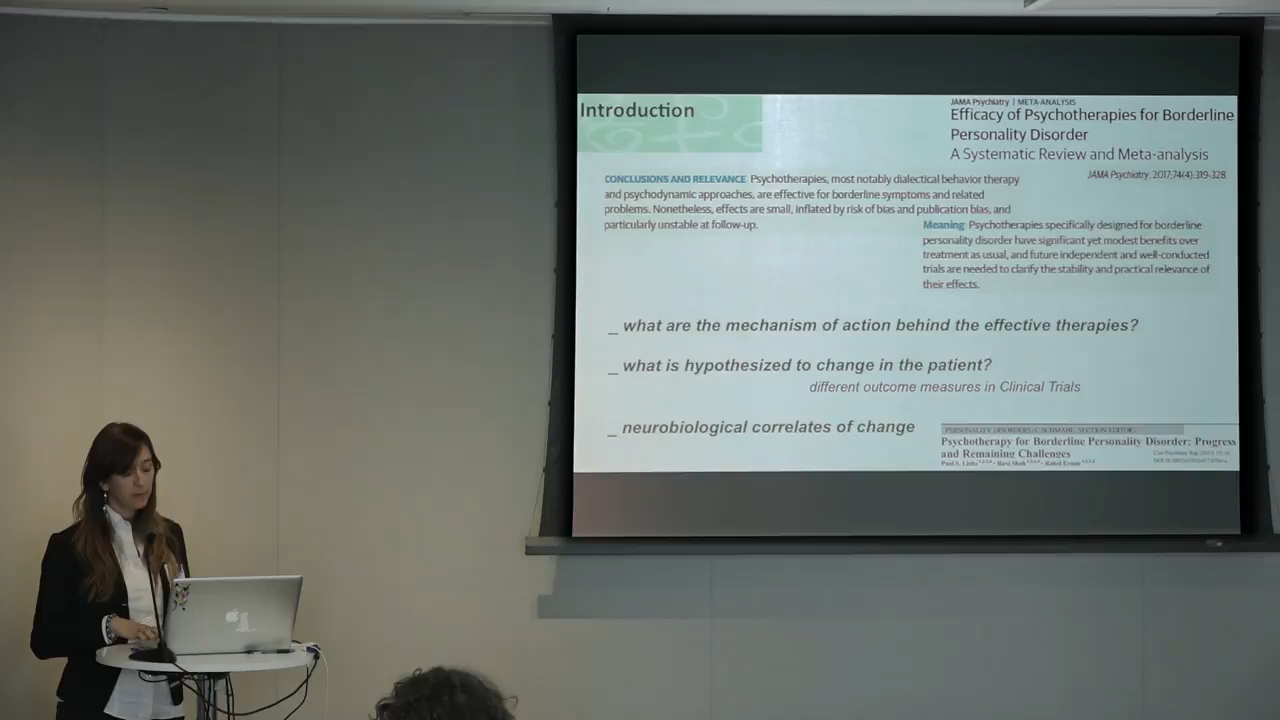 Introduction
JAMA Psychiatry | META-ANALYSIS
Efficacy of Psychotherapies for Borderline
Personality Disorder
A Systematic Review and Meta-analysis
JAMA Psychiatry. 2017;74(4):319-328.
CONCLUSIONS AND RELEVANCE Psychotherapies, most notably dialectical behavior therapy
and psychodynamic approaches, are effective for borderline symptoms and related
problems. Nonetheless, effects are small, inflated by risk of bias and publication bias, and
particularly unstable at follow-up.
Meaning Psychotherapies specifically designed for borderline
personality disorder have significant yet modest benefits over
treatment as usual, and future independent and well-conducted
trials are needed to clarify the stability and practical relevance of
their effects.
_ what are the mechanism of action behind the effective therapies?
_ what is hypothesized to change in the patient?
different outcome measures in Clinical Trials
_ neurobiological correlates of change
PERSONALITY DISORDERS (C SCHMAHL, SECTION EDITOR)
Psychotherapy for Borderline Personality Disorder: Progress
and Remaining Challenges
Paul S. Links